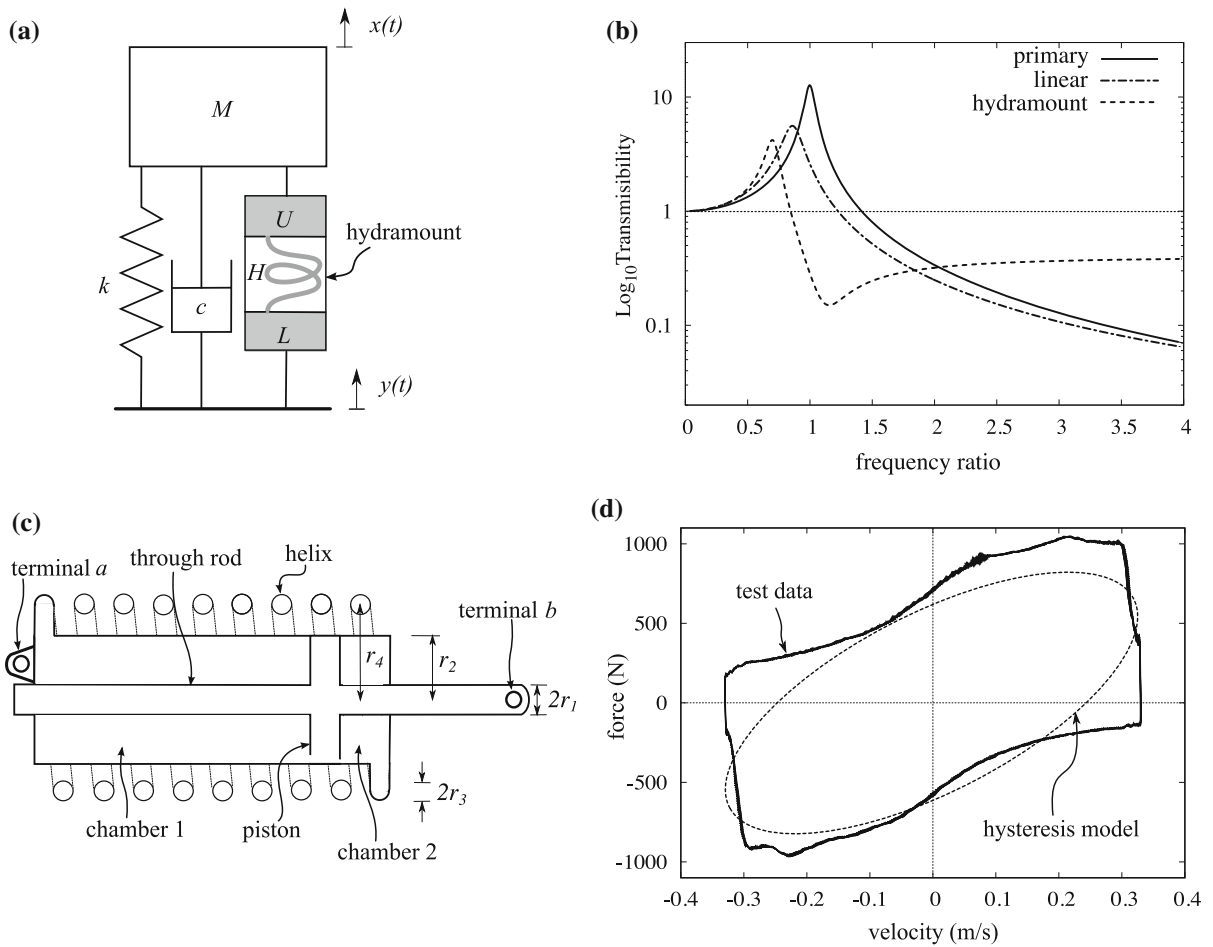 (a)
x(t)
M
U
hydramount
H
k
c
L
y(t)
(b)
primary
linear
hydramount
Log10Transmisibility
10
1
0.1
0 0.5 1 1.5 2 2.5 3 3.5 4
frequency ratio
(c)
helix
through rod
terminal a
terminal b
r4
r2
2r1
2r3
chamber 1
piston
chamber 2
(d)
force (N)
1000
500
0
-500
-1000
test data
hysteresis model
-0.4 -0.3 -0.2 -0.1 0 0.1 0.2 0.3 0.4
velocity (m/s)